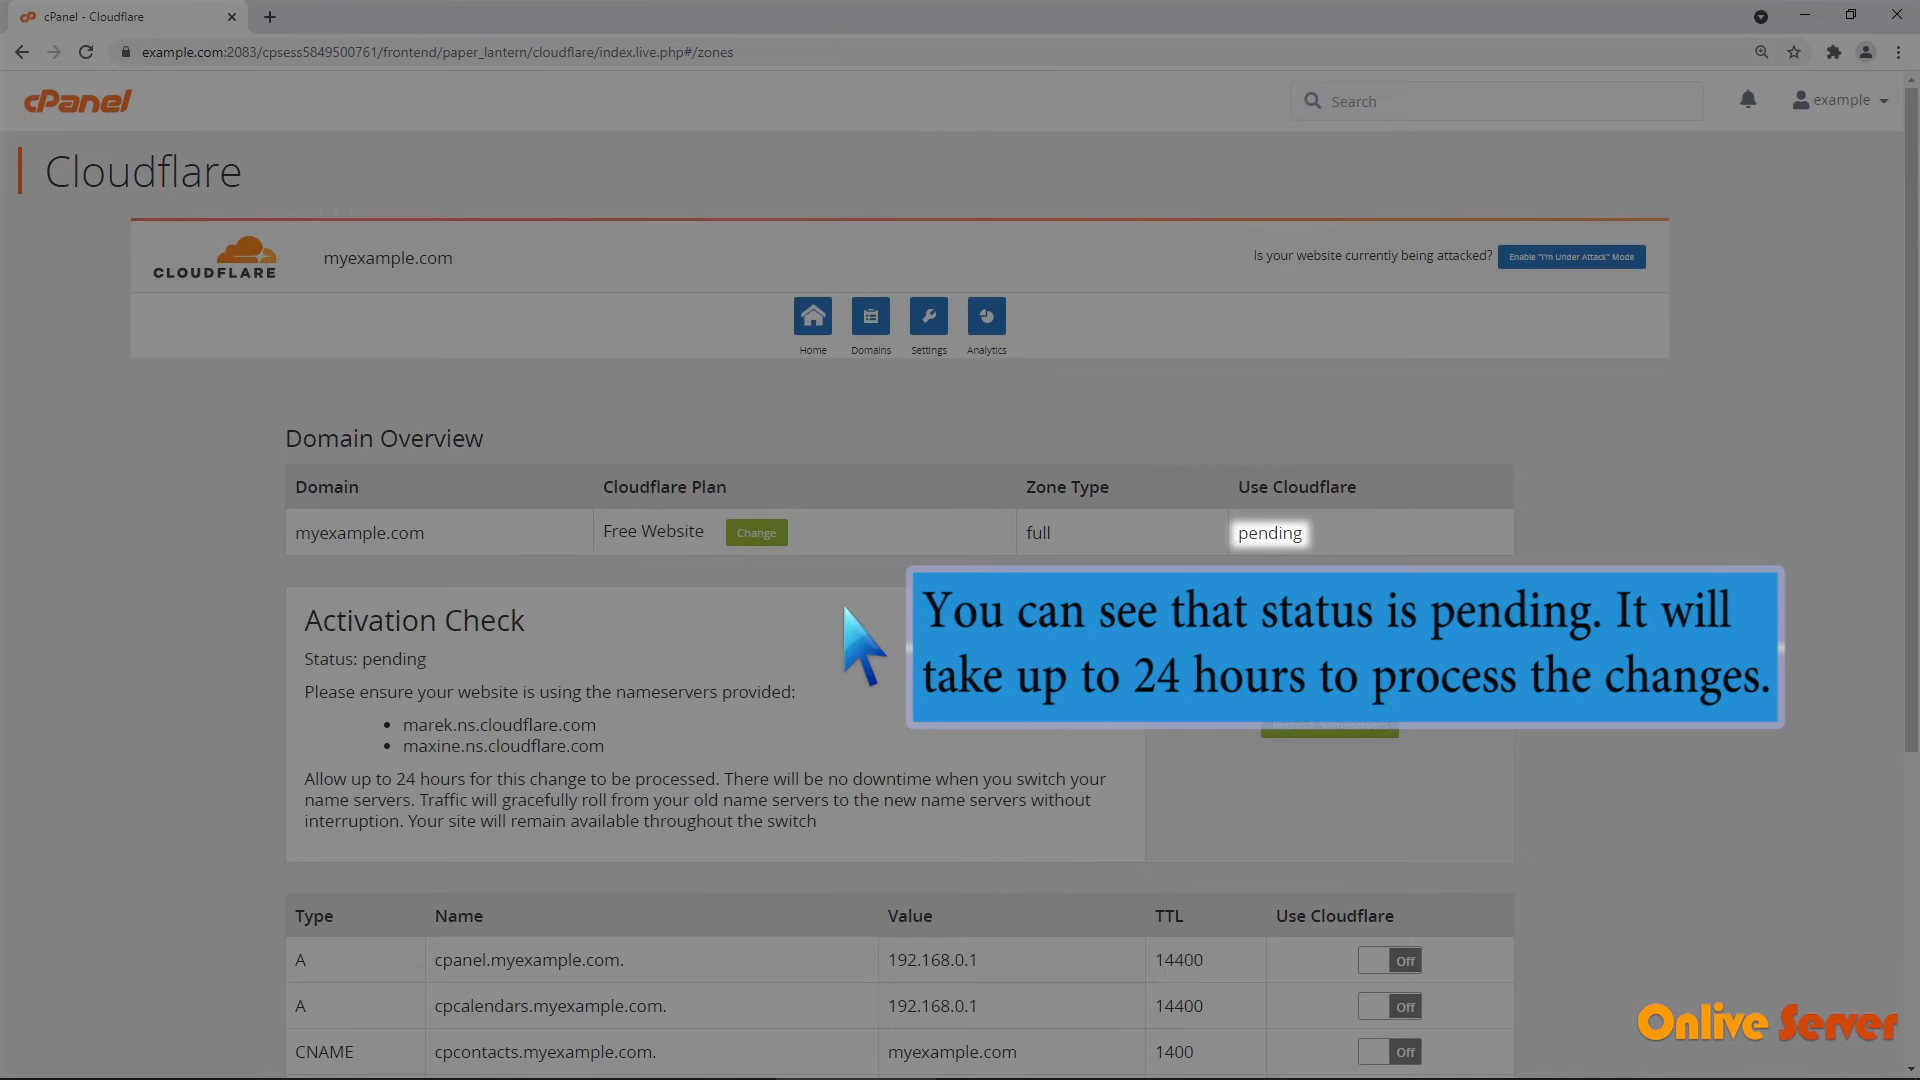 cPanel - Cloudflare
example.com:2083/cpsess5849500761/frontend/paper_lantern/cloudflare/index.live.php#/zones
cPanel
Search
example
Cloudflare
CLOUDFLARE
myexample.com
Is your website currently being attacked?
Enable "I'm Under Attack" Mode
Home
Domains
Settings
Analytics
Domain Overview
Domain Cloudflare Plan Zone Type Use Cloudflare
myexample.com Free Website Change full pending
You can see that status is pending. It will
take up to 24 hours to process the changes.
Activation Check
Status: pending
Please ensure your website is using the nameservers provided:
• marek.ns.cloudflare.com
• maxine.ns.cloudflare.com
Allow up to 24 hours for this change to be processed. There will be no downtime when you switch your
name servers. Traffic will gracefully roll from your old name servers to the new name servers without
interruption. Your site will remain available throughout the switch
Type Name Value TTL Use Cloudflare
A cpanel.myexample.com. 192.168.0.1 14400 Off
A cpcalendars.myexample.com. 192.168.0.1 14400 Off
CNAME cpcontacts.myexample.com. myexample.com 1400 Off
Onlive Server